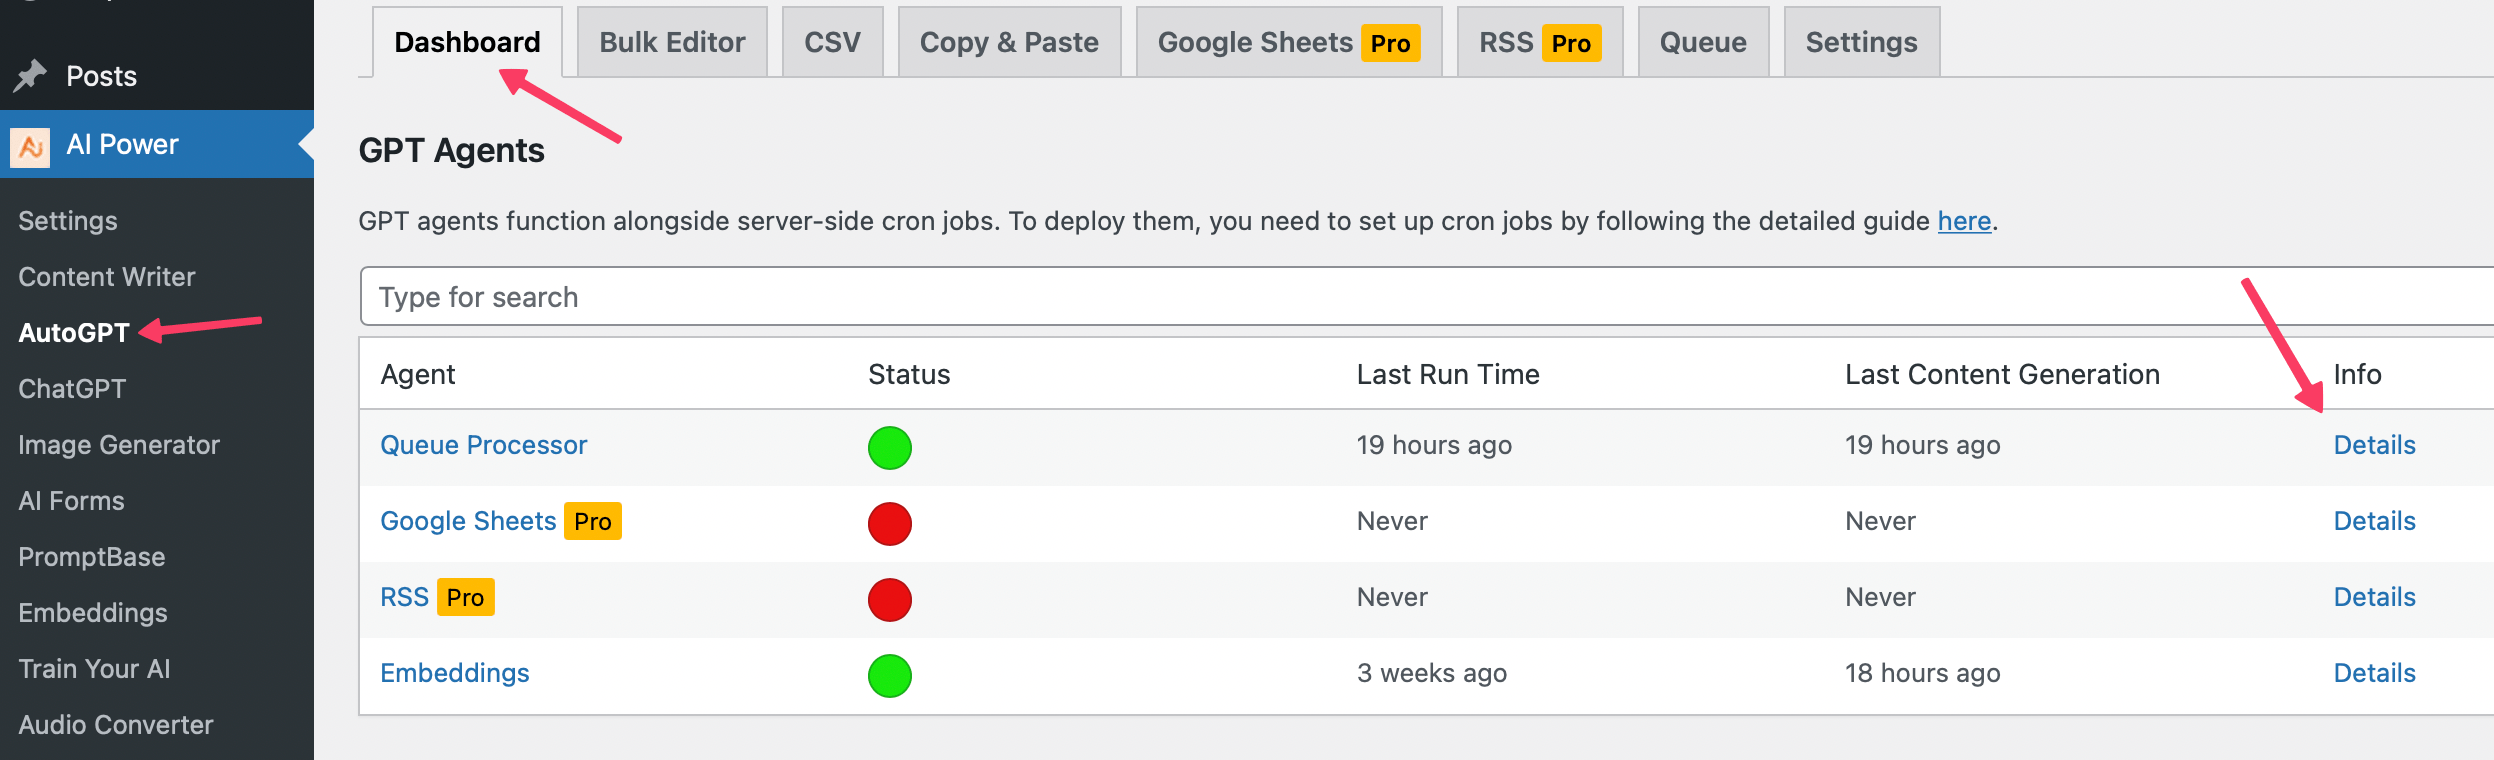 Posts
AI Power
Settings
Content Writer
AutoGPT
ChatGPT
Image Generator
AI Forms
PromptBase
Embeddings
Train Your AI
Audio Converter
Dashboard Bulk Editor CSV Copy & Paste Google Sheets Pro RSS Pro Queue Settings
GPT Agents
GPT agents function alongside server-side cron jobs. To deploy them, you need to set up cron jobs by following the detailed guide here.
Type for search
Agent Status Last Run Time Last Content Generation Info
Queue Processor 19 hours ago 19 hours ago Details
Google Sheets Pro Never Never Details
RSS Pro Never Never Details
Embeddings 3 weeks ago 18 hours ago Details